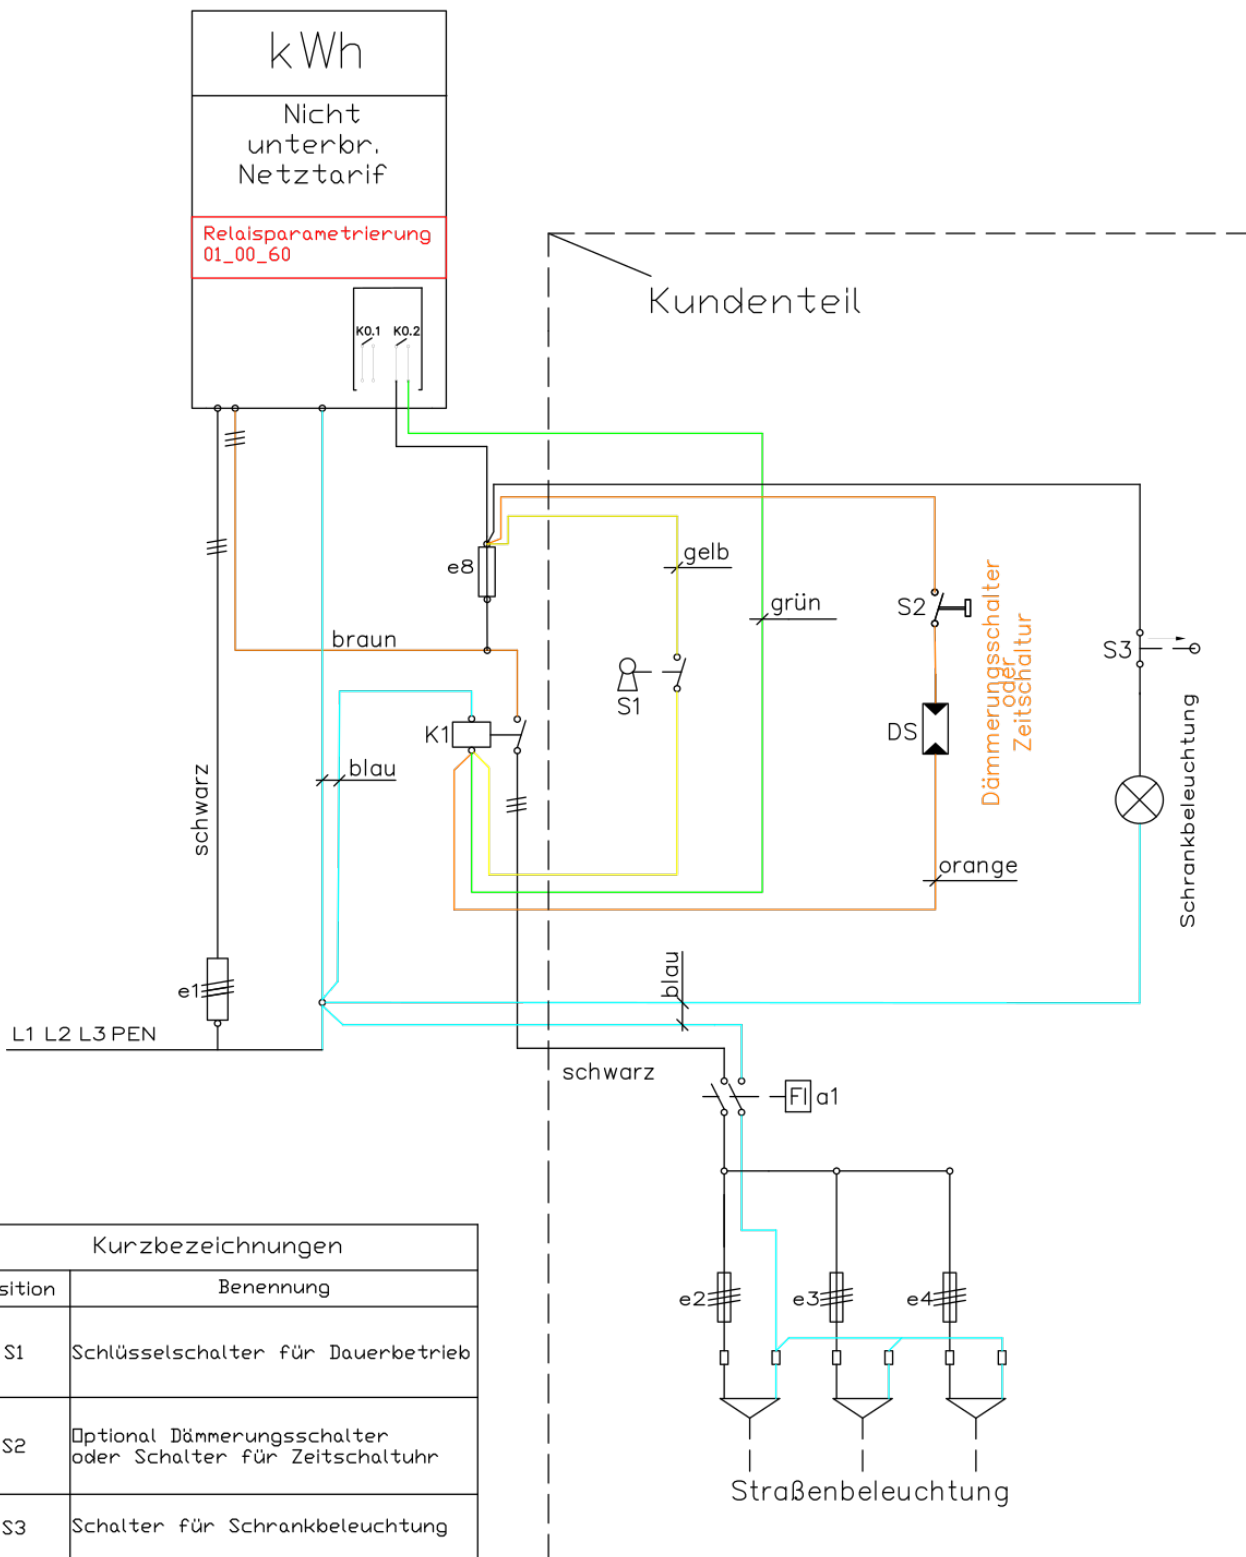 kWh
Nicht
unterbr.
Netztarif
Relaisparametrierung
01_00_60
Kundenteil
K0.1 K0.2
gelb
e8
grün
S2
Dämmerungsschalter
oder
Zeitschaltur
braun
S3
S1
K1
DS
blau
schwarz
Schrankbeleuchtung
orange
blau
e1
L1 L2 L3 PEN
schwarz
FI a1
Kurzbezeichnungen
sition Benennung
e2 e3 e4
S1 Schlüsselschalter für Dauerbetrieb
S2 Optional Dämmerungsschalter
oder Schalter für Zeitschaltuhr
Straßenbeleuchtung
S3 Schalter für Schrankbeleuchtung